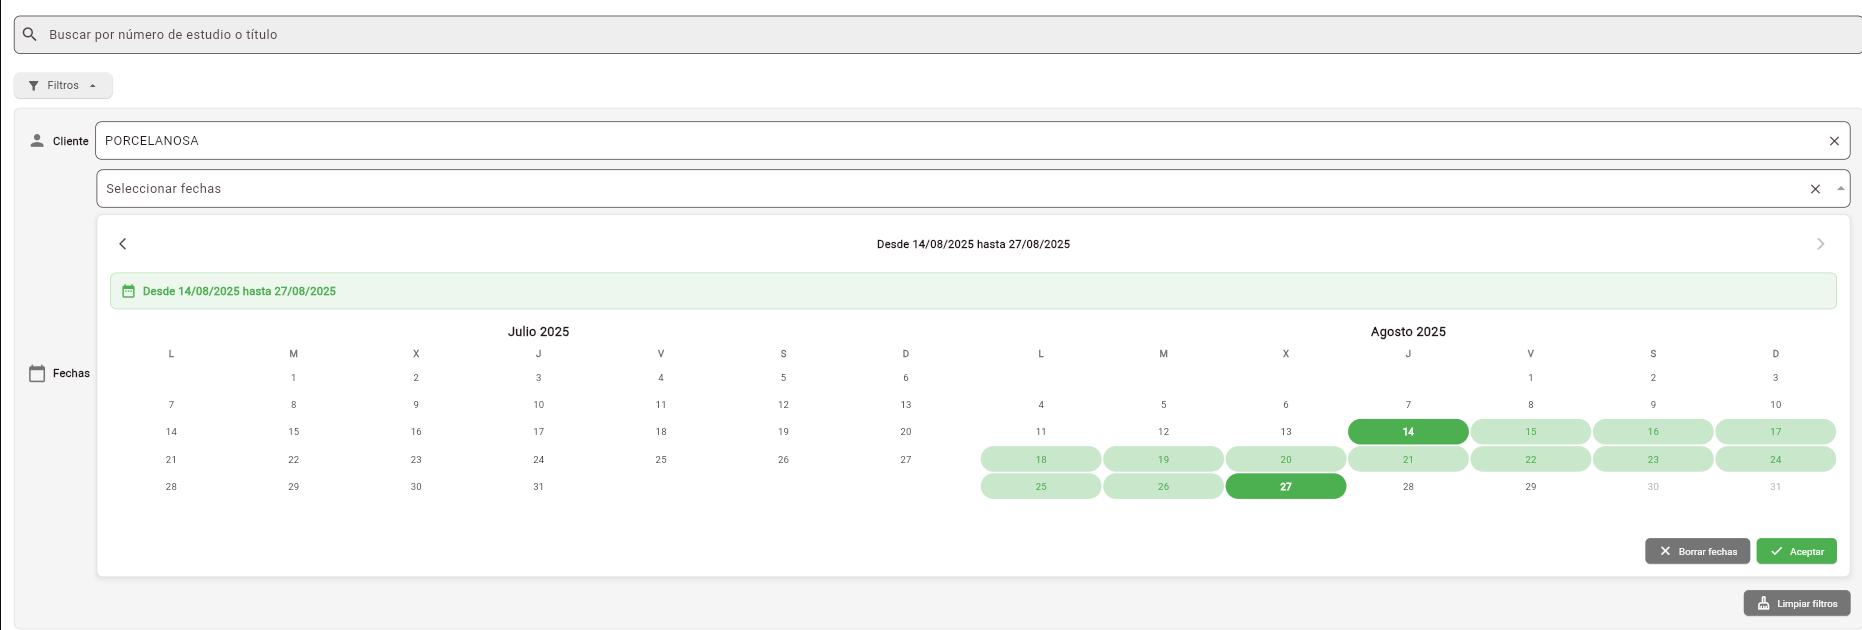 Buscar por número de estudio o título
Filtros
Cliente
PORCELANOSA
Seleccionar fechas
Desde 14/08/2025 hasta 27/08/2025
Desde 14/08/2025 hasta 27/08/2025
Fechas
Julio 2025
L M X J V S D
1 2 3 4 5 6
7 8 9 10 11 12 13
14 15 16 17 18 19 20
21 22 23 24 25 26 27
28 29 30 31
Agosto 2025
L M X J V S D
1 2 3
4 5 6 7 8 9 10
11 12 13 14 15 16 17
18 19 20 21 22 23 24
25 26 27 28 29 30 31
Borrar fechas
Aceptar
Limpiar filtros